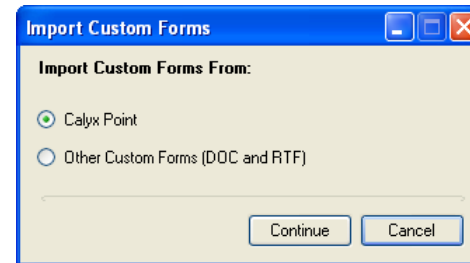 Import Custom Forms
Import Custom Forms From:
Calyx Point
Other Custom Forms (DOC and RTF)
Continue
Cancel